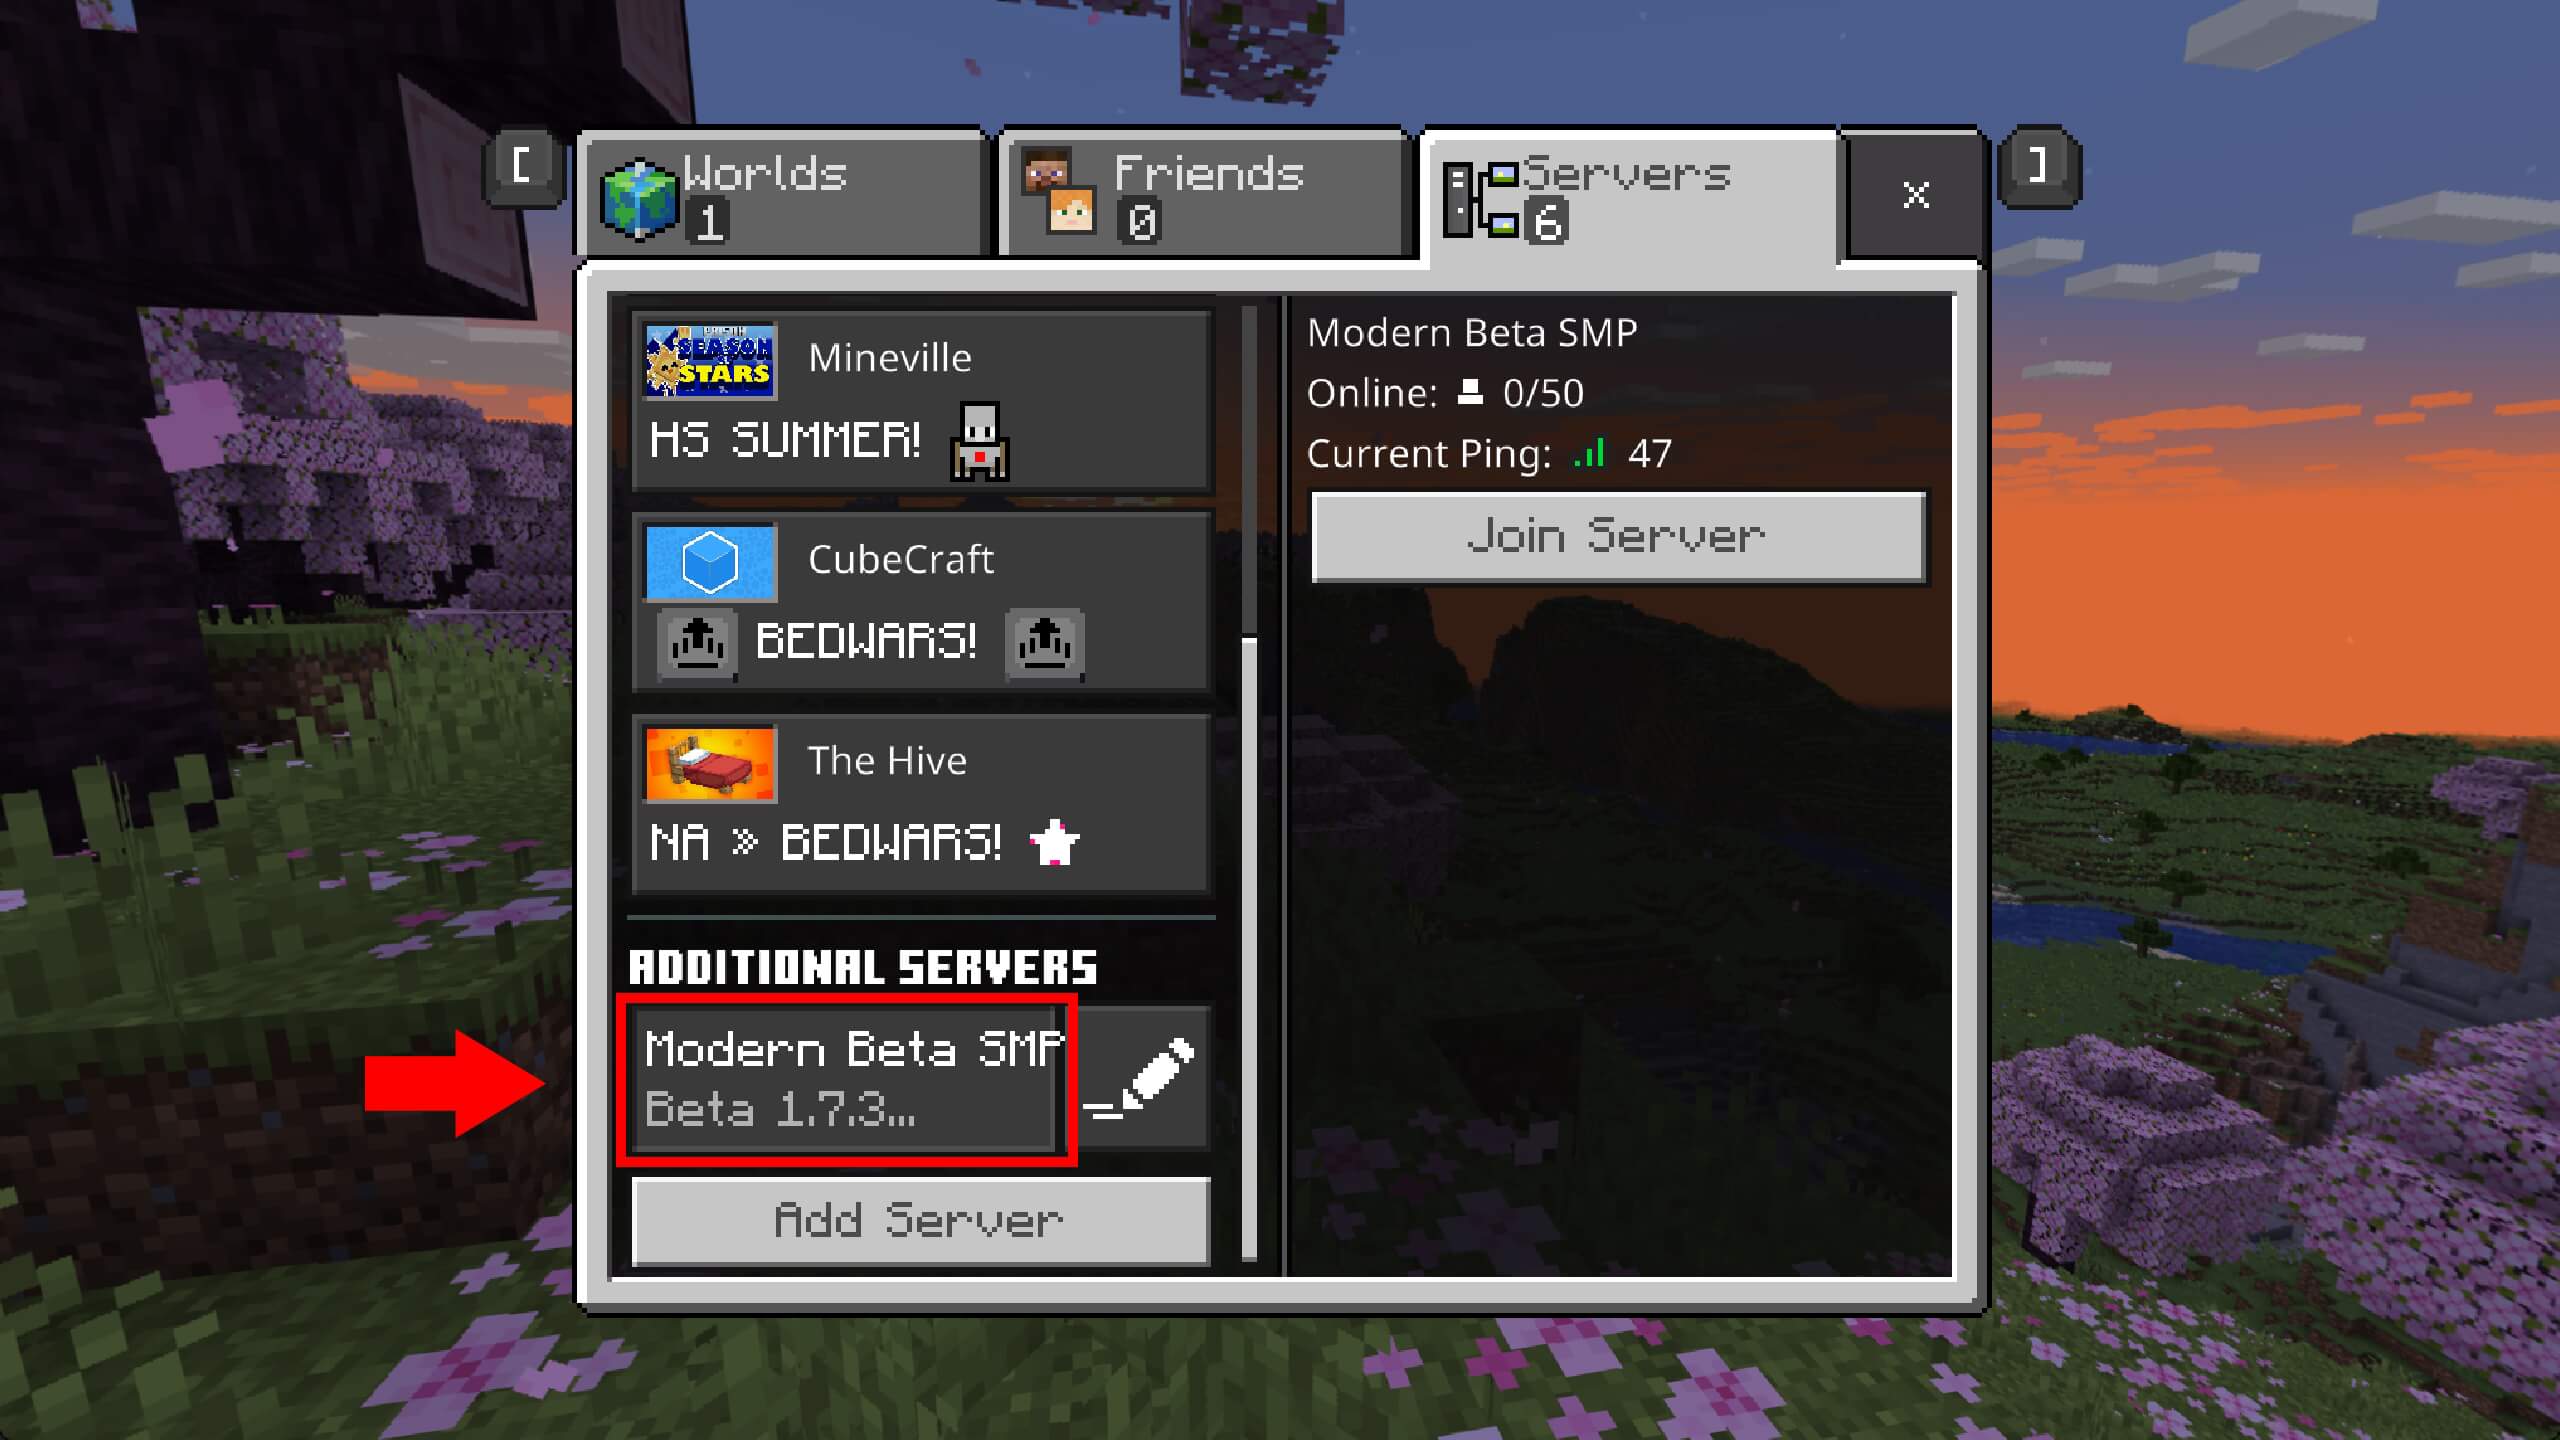 [
Worlds
1
Friends
0
Servers
6
]
SEASON
STARS
Mineville
HS SUMMER!
CubeCraft
BEDWARS!
The Hive
NA » BEDWARS!
ADDITIONAL SERVERS
Modern Beta SMP
Beta 1.7.3...
Add Server
Modern Beta SMP
Online: 0/50
Current Ping: 47
Join Server